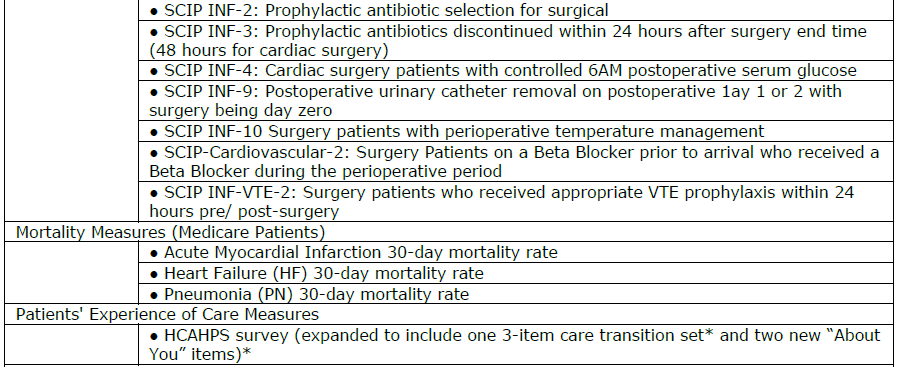 ● SCIP INF-2: Prophylactic antibiotic selection for surgical
● SCIP INF-3: Prophylactic antibiotics discontinued within 24 hours after surgery end time
(48 hours for cardiac surgery)
● SCIP INF-4: Cardiac surgery patients with controlled 6AM postoperative serum glucose
● SCIP INF-9: Postoperative urinary catheter removal on postoperative 1ay 1 or 2 with
surgery being day zero
● SCIP INF-10 Surgery patients with perioperative temperature management
● SCIP-Cardiovascular-2: Surgery Patients on a Beta Blocker prior to arrival who received a
Beta Blocker during the perioperative period
● SCIP INF-VTE-2: Surgery patients who received appropriate VTE prophylaxis within 24
hours pre/ post-surgery
Mortality Measures (Medicare Patients)
● Acute Myocardial Infarction 30-day mortality rate
● Heart Failure (HF) 30-day mortality rate
● Pneumonia (PN) 30-day mortality rate
Patients' Experience of Care Measures
● HCAHPS survey (expanded to include one 3-item care transition set* and two new “About
You” items)*